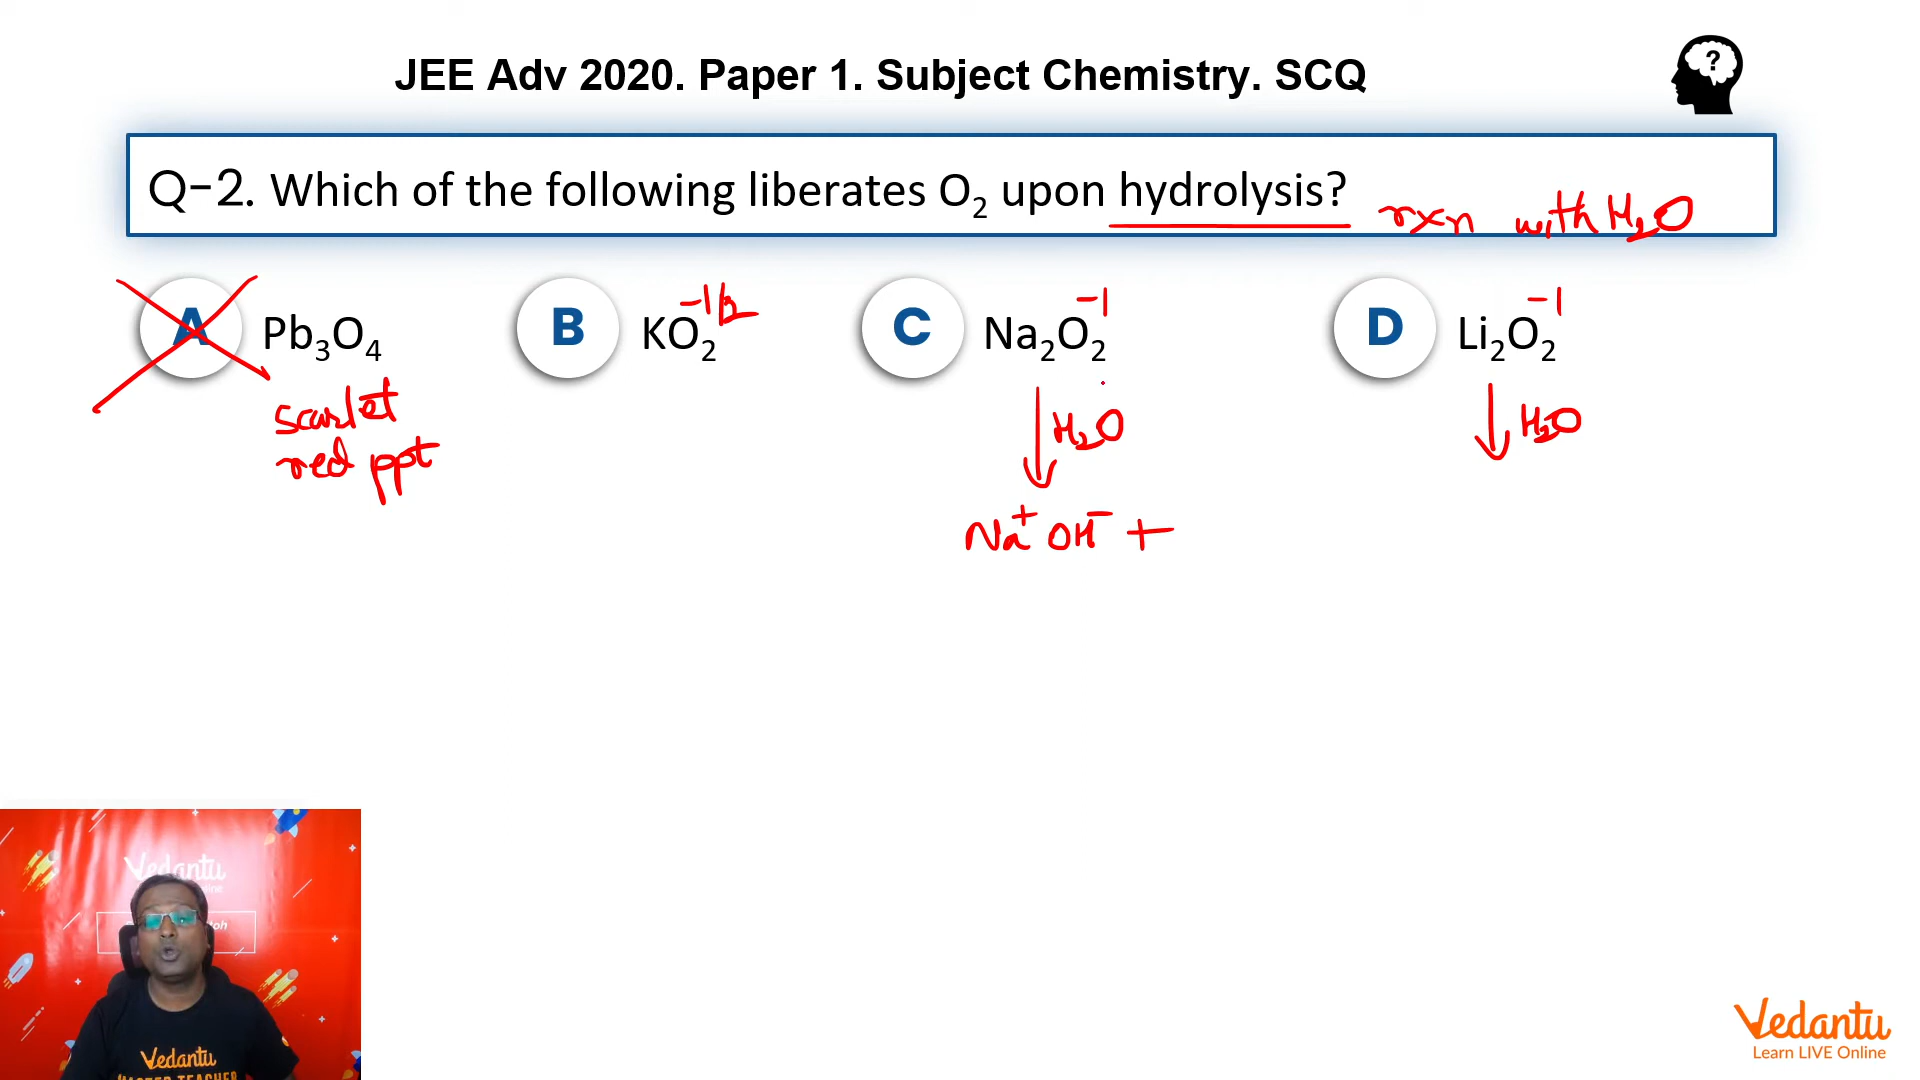 JEE Adv 2020. Paper 1. Subject Chemistry. SCQ
?
Q-2. Which of the following liberates O₂ upon hydrolysis?
rxn with H₂O
A Pb₃O₄
B KO₂ -1/2
C Na₂O₂ -1
D Li₂O₂ -1
scarlet
red ppt
H₂O
H₂O
Na⁺ OH⁻ +
Vedantu
Vedantu
Vedantu
Learn LIVE Online